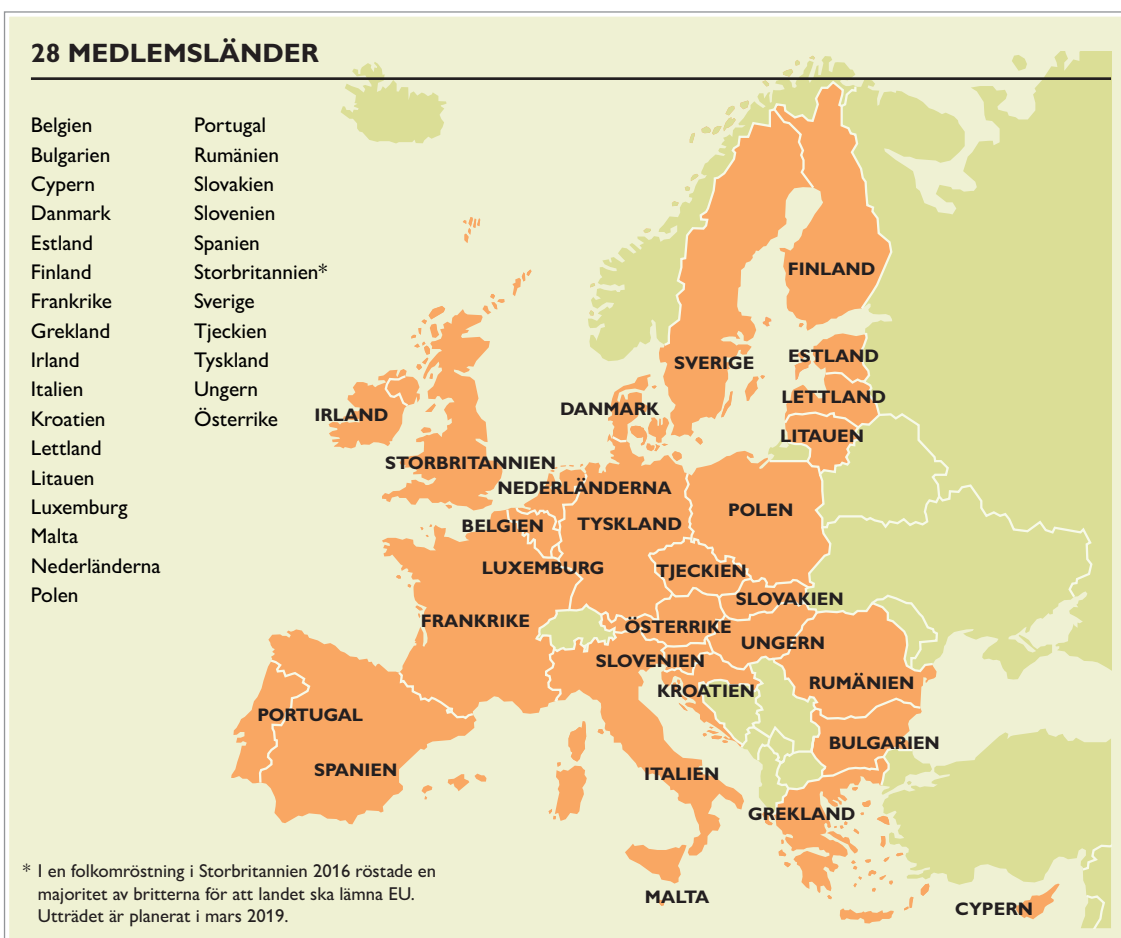 28 MEDLEMSLÄNDER
Belgien
Bulgarien
Cypern
Danmark
Estland
Finland
Frankrike
Grekland
Irland
Italien
Kroatien
Lettland
Litauen
Luxemburg
Malta
Nederländerna
Polen
Portugal
Rumänien
Slovakien
Slovenien
Spanien
Storbritannien*
Sverige
Tjeckien
Tyskland
Ungern
Österrike
FINLAND
SVERIGE
ESTLAND
LETTLAND
LITAUEN
DANMARK
IRLAND
STORBRITANNIEN
NEDERLÄNDERNA
BELGIEN
TYSKLAND
POLEN
LUXEMBURG
TJECKIEN
SLOVAKIEN
FRANKRIKE
ÖSTERRIKE
UNGERN
SLOVENIEN
KROATIEN
RUMÄNIEN
PORTUGAL
SPANIEN
BULGARIEN
ITALIEN
GREKLAND
MALTA
CYPERN
* I en folkomröstning i Storbritannien 2016 röstade en
majoritet av britterna för att landet ska lämna EU.
Utträdet är planerat i mars 2019.